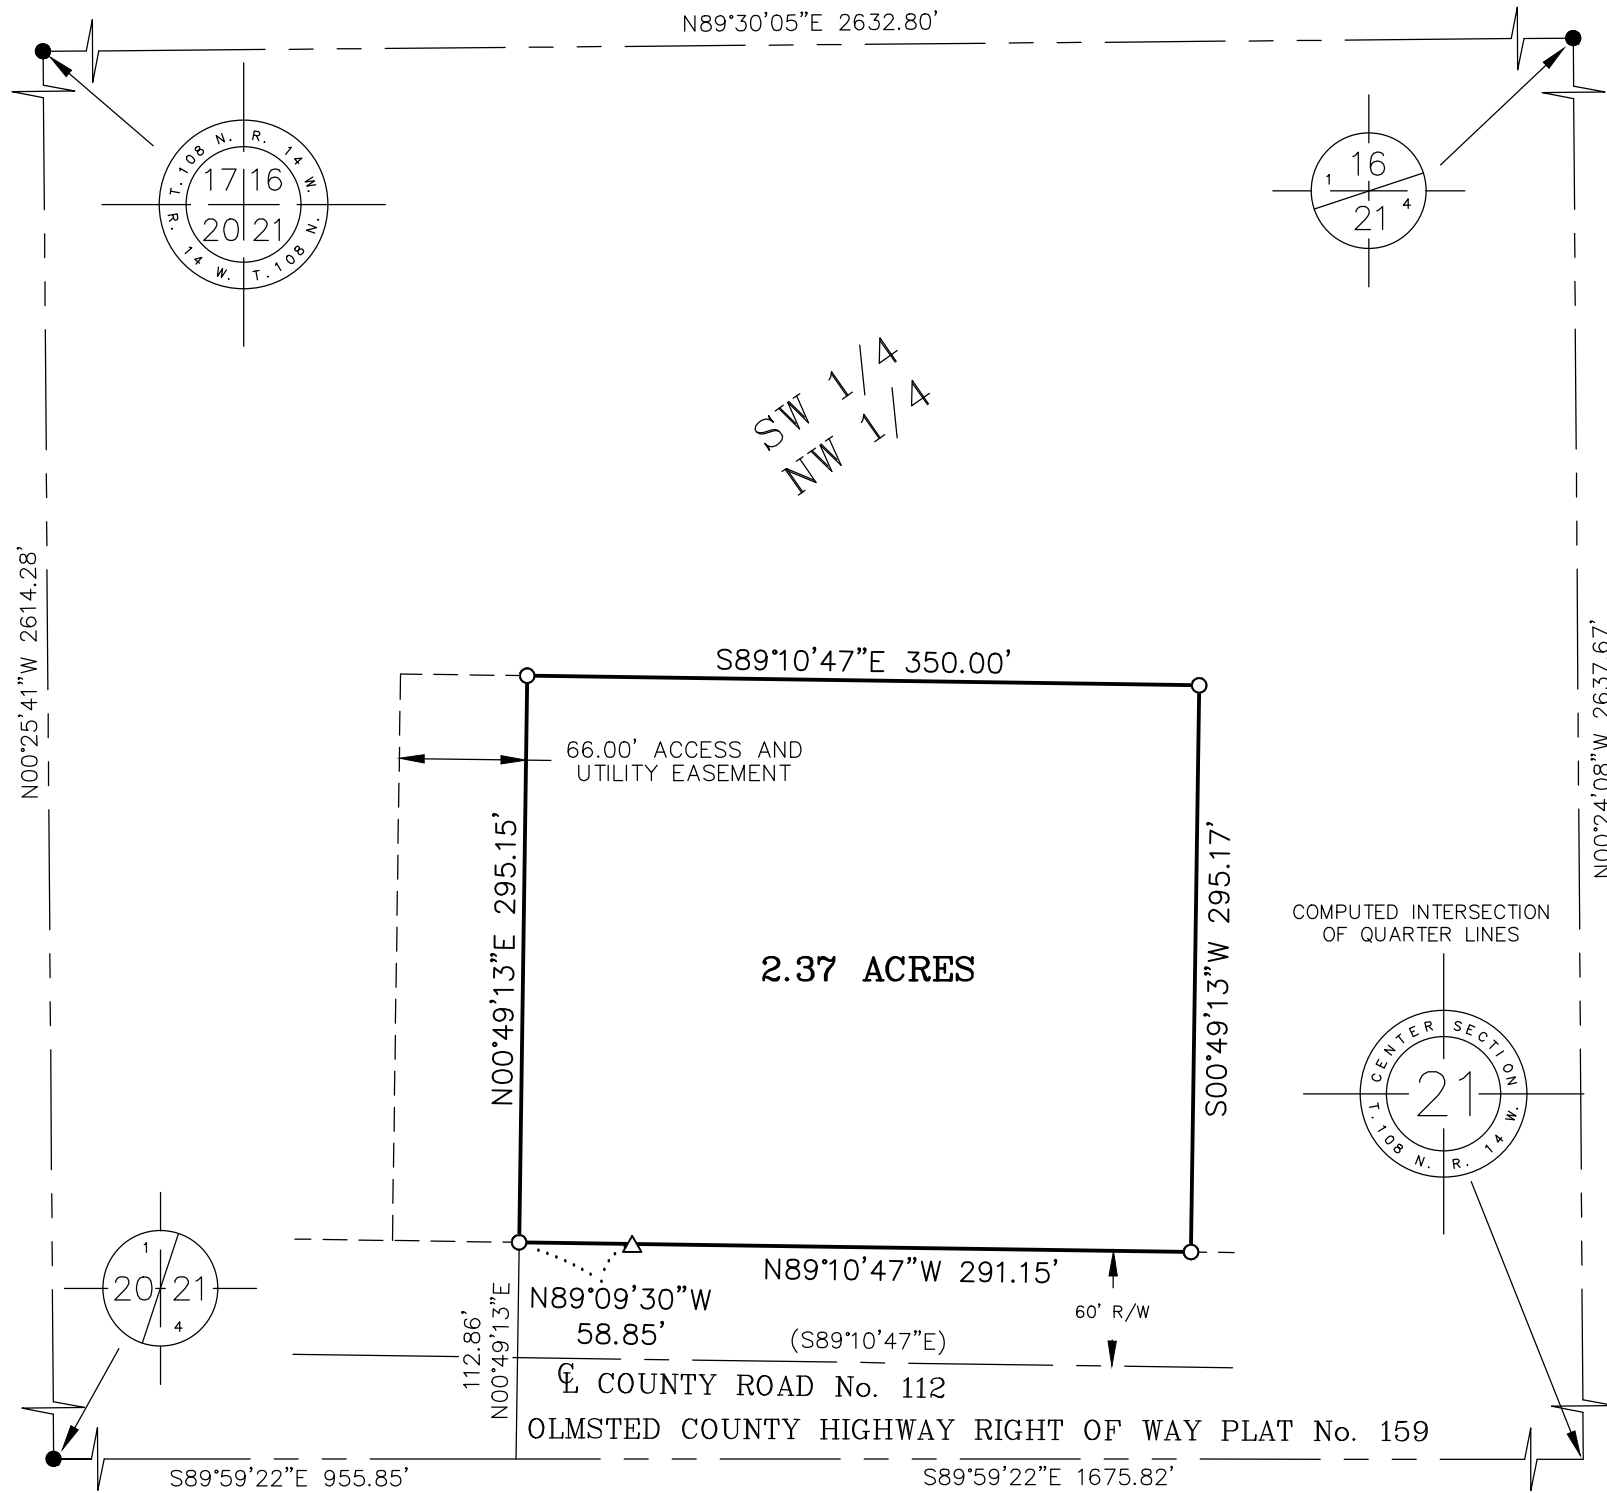 N89°30'05"E 2632.80'
T.108 N. R. 14 W.
17 16
20 21
R. 14 W. T.108 N.
16
1
4
21
SW 1/4
NW 1/4
N00°25'41"W 2614.28'
N00°24'08"W 2637.67'
S89°10'47"E 350.00'
66.00' ACCESS AND
UTILITY EASEMENT
N00°49'13"E 295.15'
S00°49'13"W 295.17'
2.37 ACRES
COMPUTED INTERSECTION
OF QUARTER LINES
CENTER SECTION
21
T.108 N. R. 14 W.
1
20 21
4
N89°10'47"W 291.15'
N89°09'30"W
58.85'
60' R/W
112.86'
N00°49'13"E
(S89°10'47"E)
℄ COUNTY ROAD No. 112
OLMSTED COUNTY HIGHWAY RIGHT OF WAY PLAT No. 159
S89°59'22"E 955.85'
S89°59'22"E 1675.82'